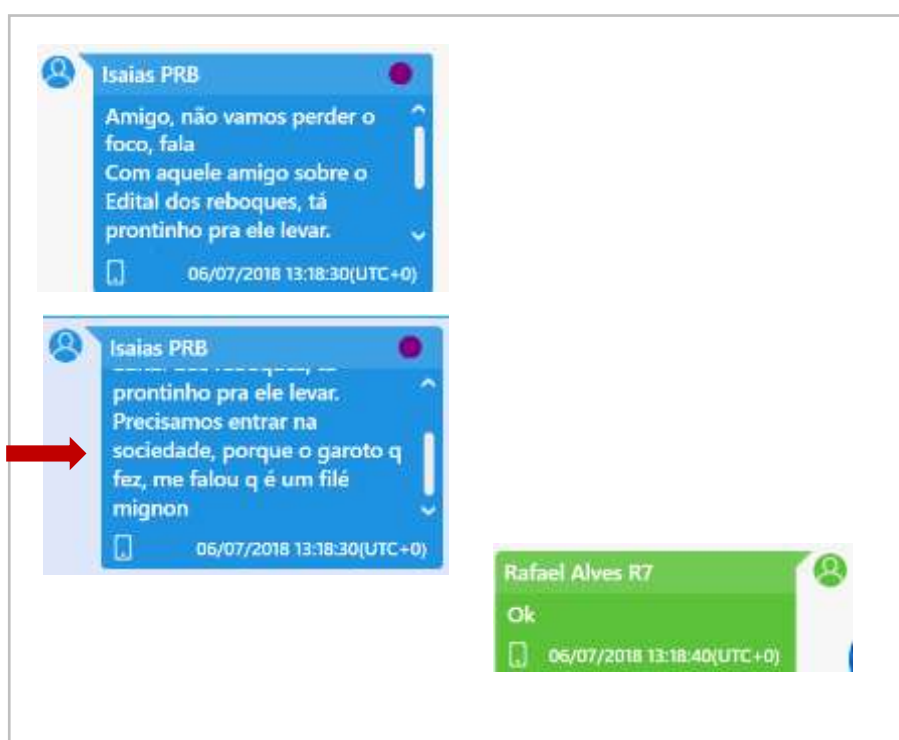 Isaias PRB
Amigo, não vamos perder o
foco, fala
Com aquele amigo sobre o
Edital dos reboques, tá
prontinho pra ele levar.
06/07/2018 13:18:30(UTC+0)
Isaias PRB
prontinho pra ele levar.
Precisamos entrar na
sociedade, porque o garoto q
fez, me falou q é um filé
mignon
06/07/2018 13:18:30(UTC+0)
Rafael Alves R7
Ok
06/07/2018 13:18:40(UTC+0)